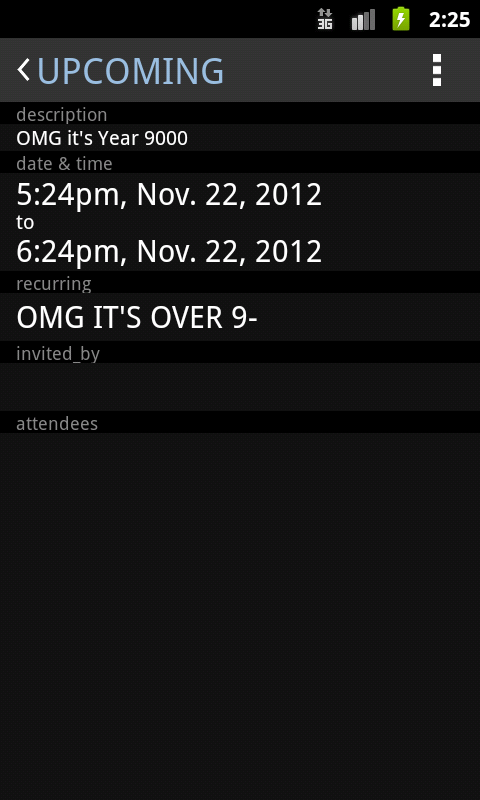 3G
2:25
UPCOMING
description
OMG it's Year 9000
date & time
5:24pm, Nov. 22, 2012
to
6:24pm, Nov. 22, 2012
recurring
OMG IT'S OVER 9-
invited_by
attendees